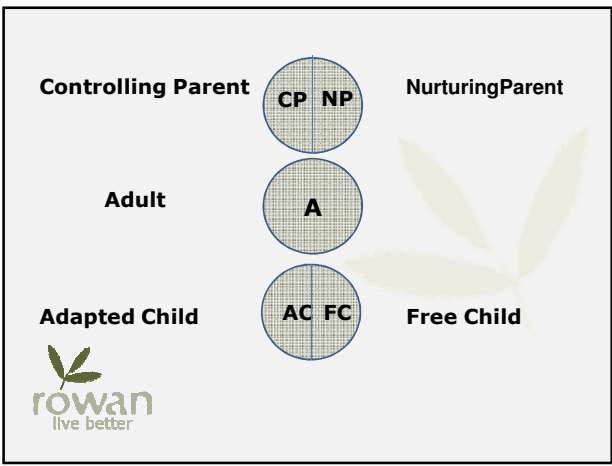 Controlling Parent
CP NP
NurturingParent
Adult
A
Adapted Child
AC FC
Free Child
rowan
live better